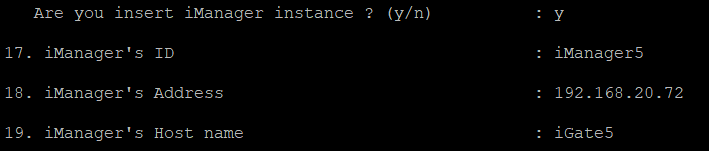 Are you insert iManager instance ? (y/n) : y
17. iManager's ID : iManager5
18. iManager's Address : 192.168.20.72
19. iManager's Host name : iGate5